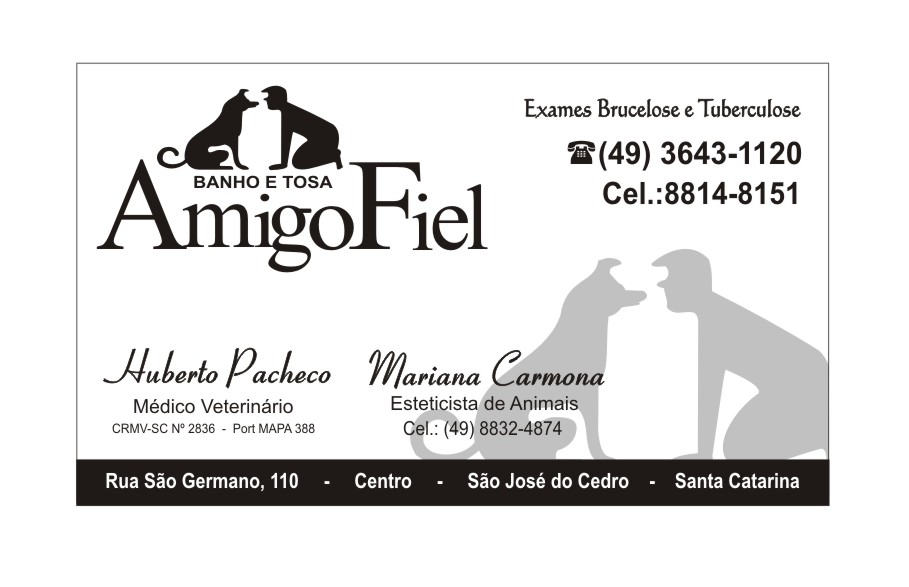 BANHO E TOSA
AmigoFiel
Exames Brucelose e Tuberculose
☎(49) 3643-1120
Cel.:8814-8151
Huberto Pacheco
Médico Veterinário
CRMV-SC Nº 2836 - Port MAPA 388
Mariana Carmona
Esteticista de Animais
Cel.: (49) 8832-4874
Rua São Germano, 110 - Centro - São José do Cedro - Santa Catarina